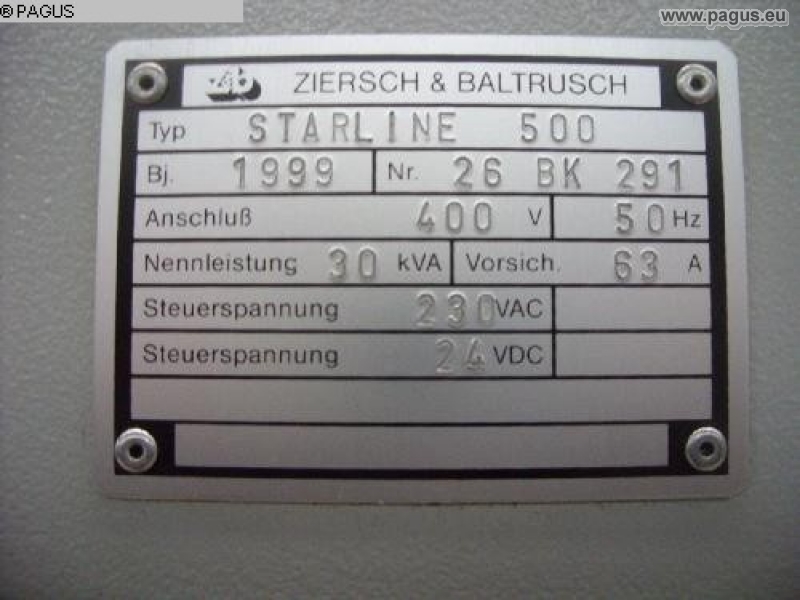 ® PAGUS
www.pagus.eu
ZIERSCH & BALTRUSCH
Typ STARLINE 500
Bj. 1999 Nr. 26 BK 291
Anschluß 400 V 50 Hz
Nennleistung 30 kVA Vorsich. 63 A
Steuerspannung 230 VAC
Steuerspannung 24 VDC